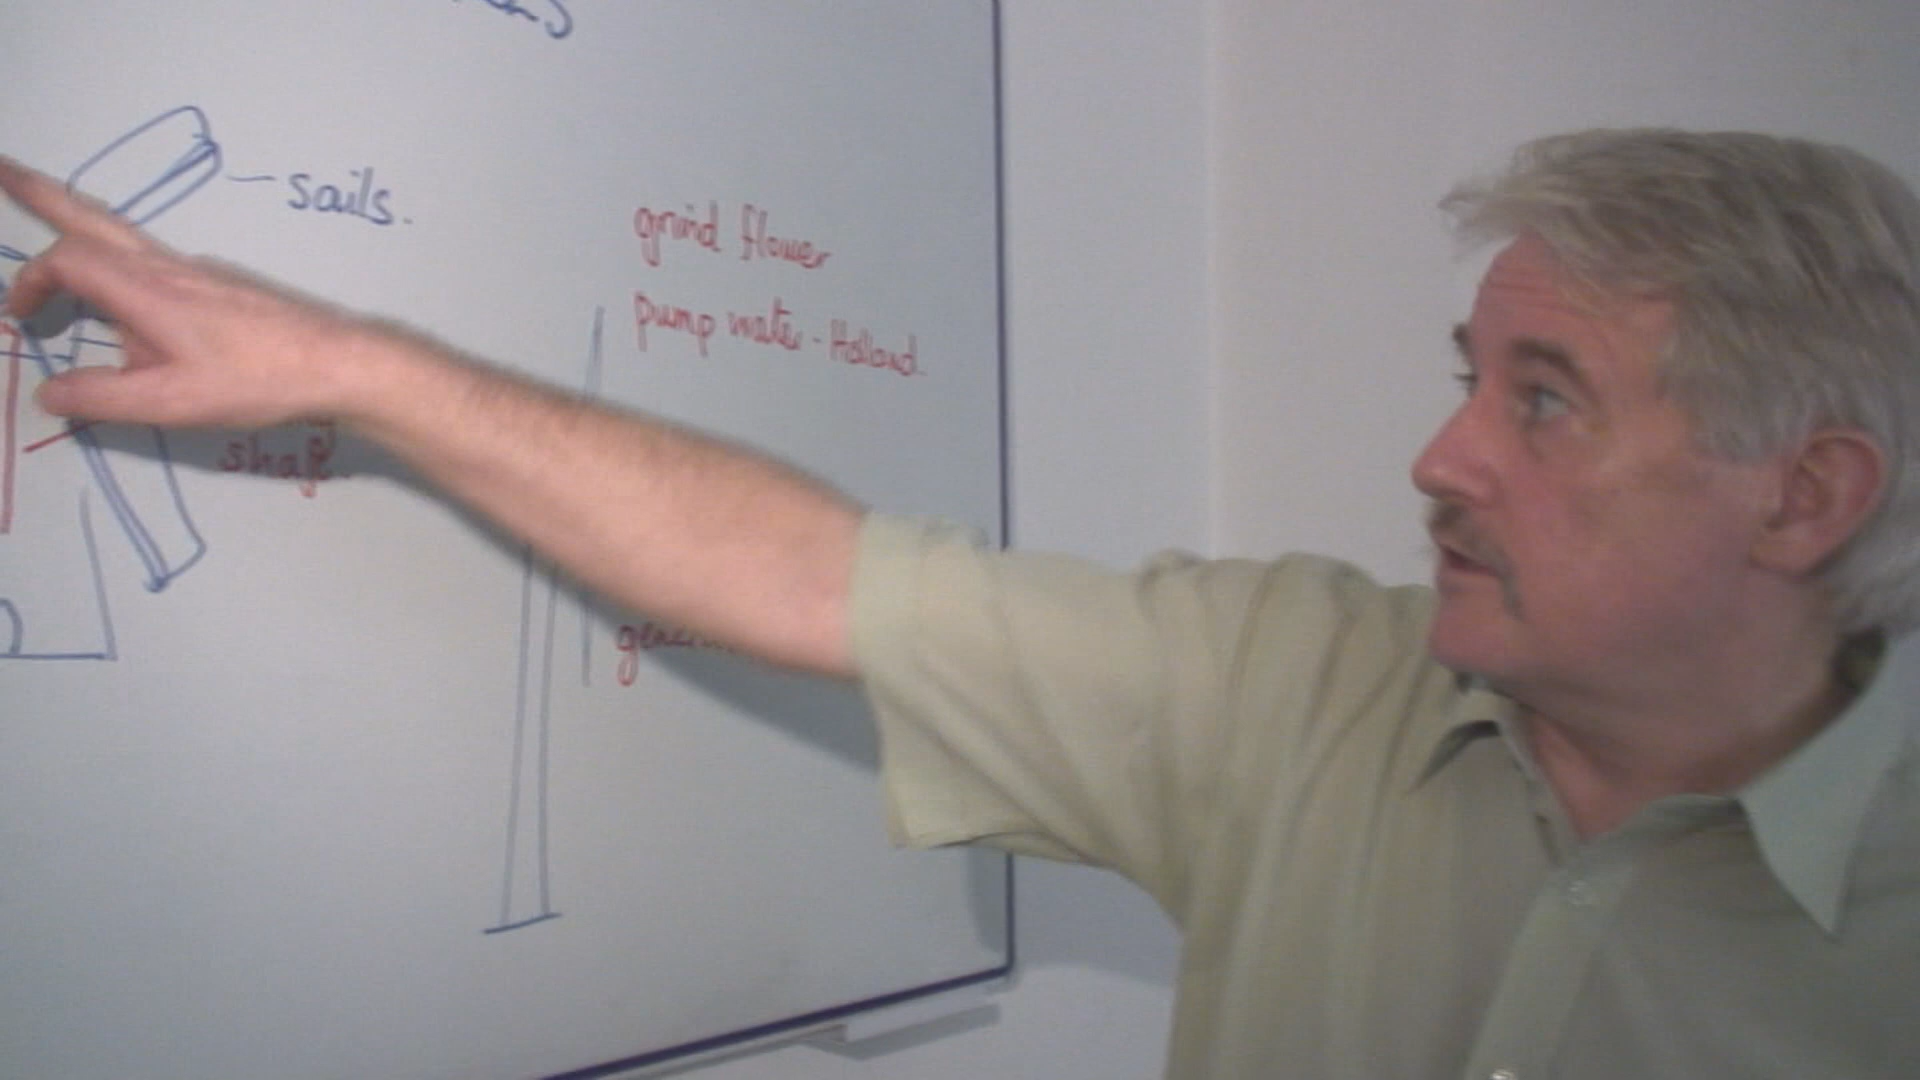 sails.
grind flower
pump water - Holland
shaft